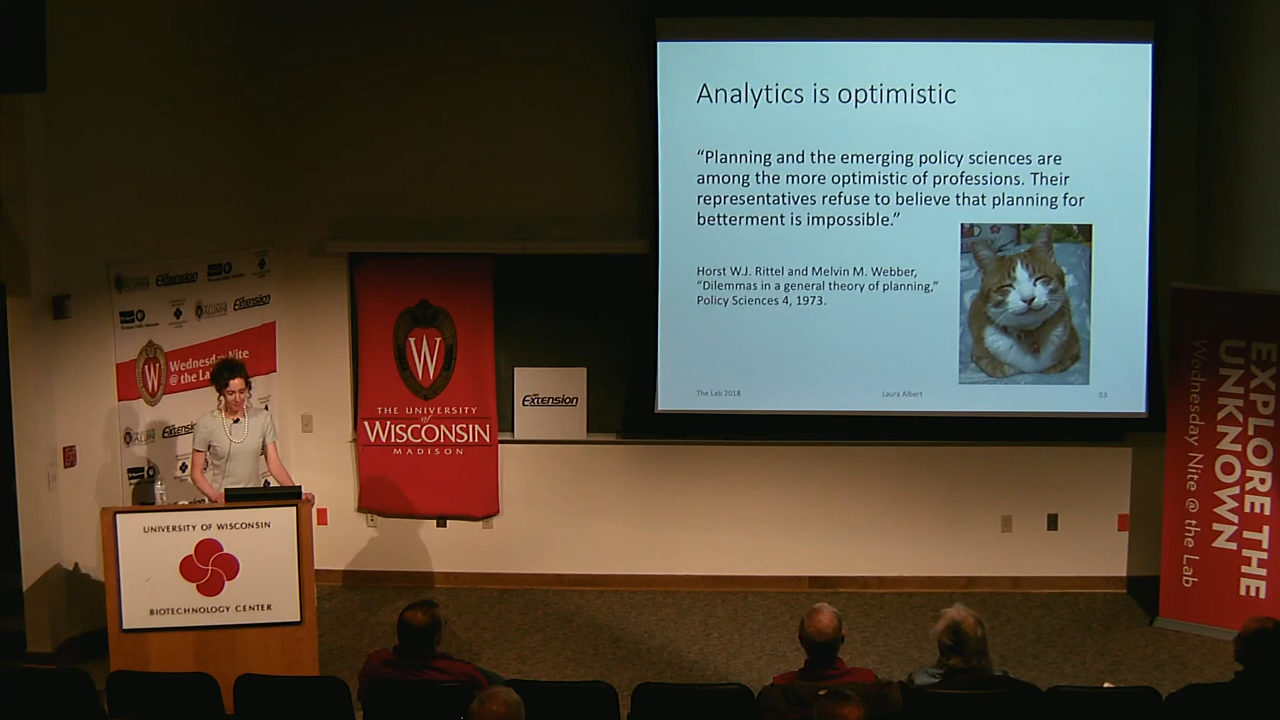 Analytics is optimistic
“Planning and the emerging policy sciences are
among the more optimistic of professions. Their
representatives refuse to believe that planning for
betterment is impossible.”
Horst W.J. Rittel and Melvin M. Webber,
“Dilemmas in a general theory of planning,”
Policy Sciences 4, 1973.
The Lab 2018
Laura Albert
53
Extension
ALUMNI
Extension
Wednesday Nite
@ the La
W
THE UNIVERSITY
of
WISCONSIN
MADISON
Extension
UNIVERSITY OF WISCONSIN
BIOTECHNOLOGY CENTER
EXPLORE THE
UNKNOWN
Wednesday Nite @ the Lab